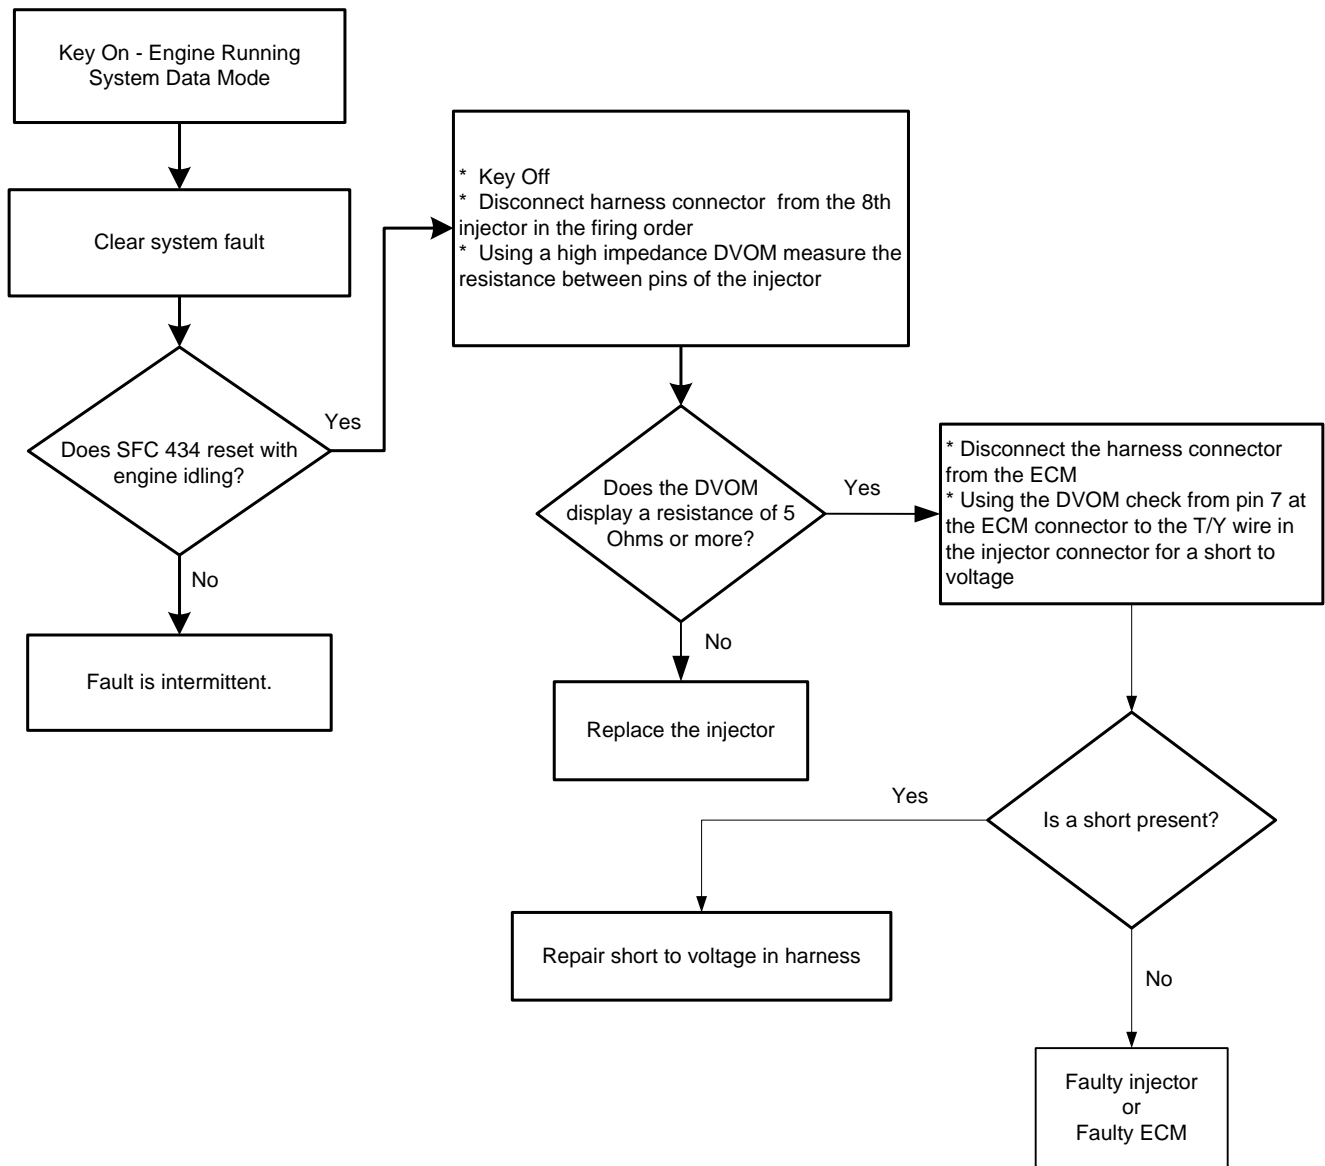 Key On - Engine Running
System Data Mode
Clear system fault
Does SFC 434 reset with
engine idling?
Yes
No
Fault is intermittent.
* Key Off
* Disconnect harness connector from the 8th
injector in the firing order
* Using a high impedance DVOM measure the
resistance between pins of the injector
Does the DVOM
display a resistance of 5
Ohms or more?
Yes
No
Replace the injector
* Disconnect the harness connector
from the ECM
* Using the DVOM check from pin 7 at
the ECM connector to the T/Y wire in
the injector connector for a short to
voltage
Is a short present?
Yes
Repair short to voltage in harness
No
Faulty injector
or
Faulty ECM